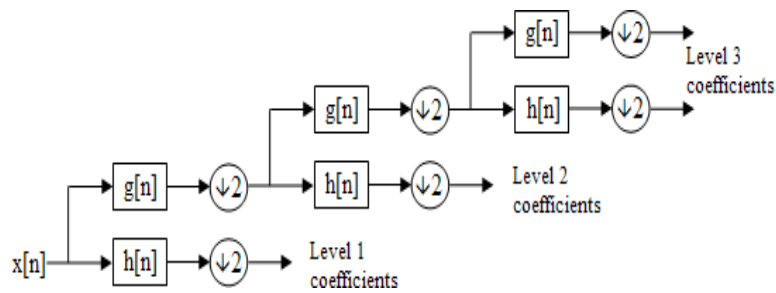 g[n] ↓2
Level 3
coefficients
g[n] ↓2 h[n] ↓2
g[n] ↓2 h[n] ↓2 Level 2
coefficients
x[n] h[n] ↓2 Level 1
coefficients